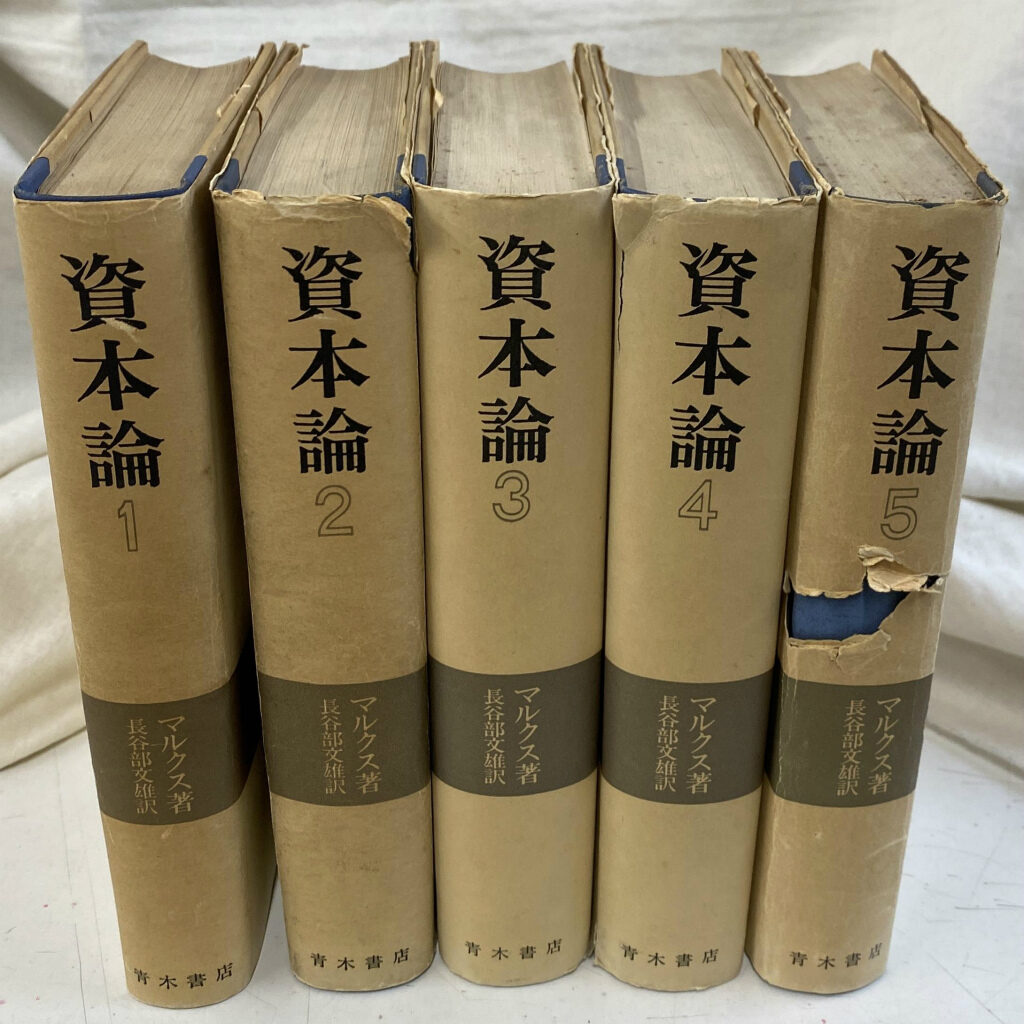 資本論
1
マルクス著
長谷部文雄訳
青木書店
資本論
2
マルクス著
長谷部文雄訳
青木書店
資本論
3
マルクス著
長谷部文雄訳
青木書店
資本論
4
マルクス著
長谷部文雄訳
青木書店
資本論
5
マルクス著
長谷部文雄訳
青木書店